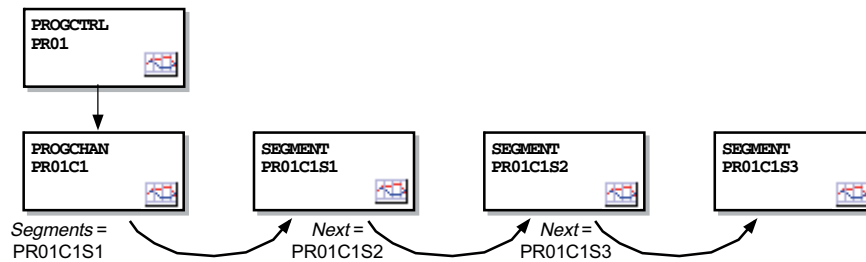 PROGCTRL
PR01
PROGCHAN
PR01C1
SEGMENT
PR01C1S1
SEGMENT
PR01C1S2
SEGMENT
PR01C1S3
Segments =
PR01C1S1
Next =
PR01C1S2
Next =
PR01C1S3